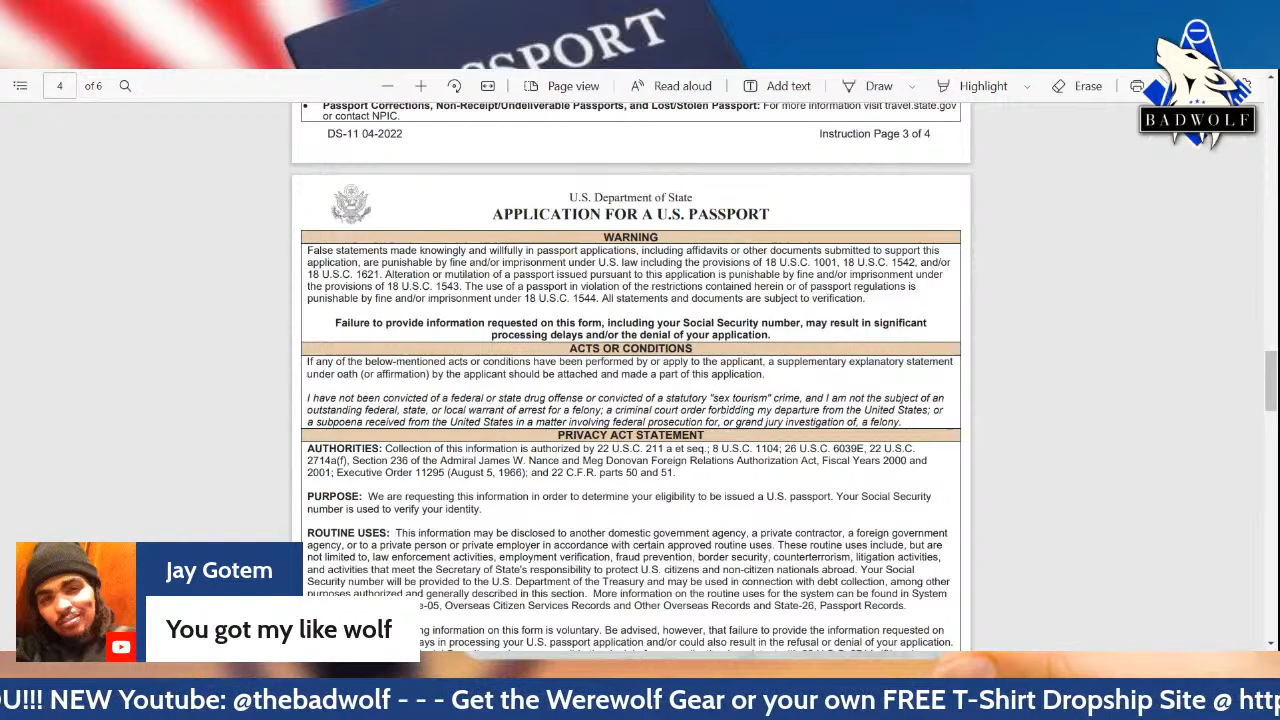 PASSPORT
BADWOLF
4 of 6
Page view
Read aloud
Add text
Draw
Highlight
Erase
Passport Corrections, Non-Receipt/Undeliverable Passports, and Lost/Stolen Passport: For more information visit travel.state.gov
or contact NPIC.
DS-11 04-2022
Instruction Page 3 of 4
U.S. Department of State
APPLICATION FOR A U.S. PASSPORT
WARNING
False statements made knowingly and willfully in passport applications, including affidavits or other documents submitted to support this
application, are punishable by fine and/or imprisonment under U.S. law including the provisions of 18 U.S.C. 1001, 18 U.S.C. 1542, and/or
18 U.S.C. 1621. Alteration or mutilation of a passport issued pursuant to this application is punishable by fine and/or imprisonment under
the provisions of 18 U.S.C. 1543. The use of a passport in violation of the restrictions contained herein or of passport regulations is
punishable by fine and/or imprisonment under 18 U.S.C. 1544. All statements and documents are subject to verification.
Failure to provide information requested on this form, including your Social Security number, may result in significant
processing delays and/or the denial of your application.
ACTS OR CONDITIONS
If any of the below-mentioned acts or conditions have been performed by or apply to the applicant, a supplementary explanatory statement
under oath (or affirmation) by the applicant should be attached and made a part of this application.
I have not been convicted of a federal or state drug offense or convicted of a statutory "sex tourism" crime, and I am not the subject of an
outstanding federal, state, or local warrant of arrest for a felony; a criminal court order forbidding my departure from the United States; or
a subpoena received from the United States in a matter involving federal prosecution for, or grand jury investigation of, a felony.
PRIVACY ACT STATEMENT
AUTHORITIES: Collection of this information is authorized by 22 U.S.C. 211 a et seq.; 8 U.S.C. 1104; 26 U.S.C. 6039E, 22 U.S.C.
2714a(f), Section 236 of the Admiral James W. Nance and Meg Donovan Foreign Relations Authorization Act, Fiscal Years 2000 and
2001; Executive Order 11295 (August 5, 1966); and 22 C.F.R. parts 50 and 51.
PURPOSE: We are requesting this information in order to determine your eligibility to be issued a U.S. passport. Your Social Security
number is used to verify your identity.
ROUTINE USES: This information may be disclosed to another domestic government agency, a private contractor, a foreign government
agency, or to a private person or private employer in accordance with certain approved routine uses. These routine uses include, but are
not limited to, law enforcement activities, employment verification, fraud prevention, border security, counterterrorism, litigation activities,
and activities that meet the Secretary of State's responsibility to protect U.S. citizens and non-citizen nationals abroad. Your Social
Security number will be provided to the U.S. Department of the Treasury and may be used in connection with debt collection, among other
purposes authorized and generally described in this section. More information on the routine uses for the system can be found in System
e-05, Overseas Citizen Services Records and Other Overseas Records and State-26, Passport Records.
ng information on this form is voluntary. Be advised, however, that failure to provide the information requested on
ays in processing your U.S. passport application and/or could also result in the refusal or denial of your application.
Jay Gotem
You got my like wolf
OU!!! NEW Youtube: @thebadwolf - - - Get the Werewolf Gear or your own FREE T-Shirt Dropship Site @ http